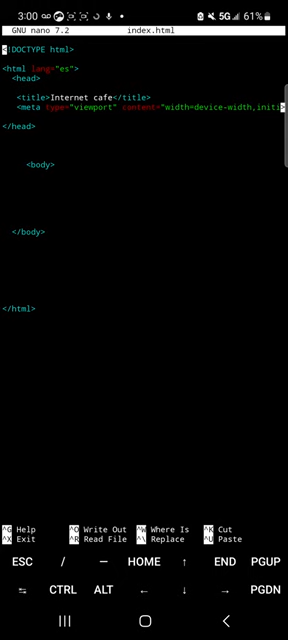 3:00 5G 61%
GNU nano 7.2 index.html
<!DOCTYPE html>
<html lang="es">
<head>
<title>Internet cafe</title>
<meta type="viewport" content="width=device-width,initi>
</head>
<body>
</body>
</html>
^G Help ^O Write Out ^W Where Is ^K Cut
^X Exit ^R Read File ^\ Replace ^U Paste
ESC / — HOME ↑ END PGUP
⇆ CTRL ALT ← ↓ → PGDN